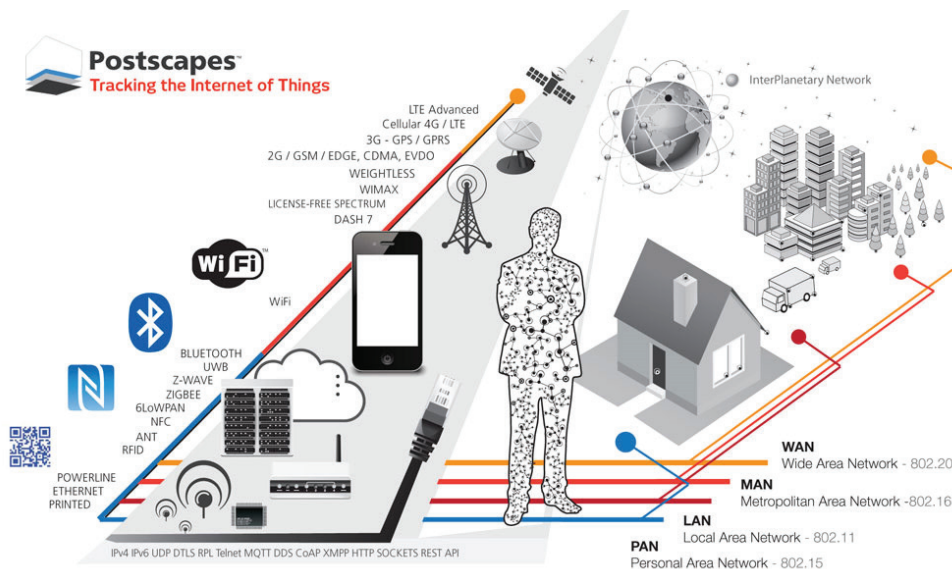 Postscapes™
Tracking the Internet of Things
InterPlanetary Network
LTE Advanced
Cellular 4G / LTE
3G - GPS / GPRS
2G / GSM / EDGE, CDMA, EVDO
WEIGHTLESS
WIMAX
LICENSE-FREE SPECTRUM
DASH 7
WiFi™
WiFi
BLUETOOTH
UWB
Z-WAVE
ZIGBEE
6LoWPAN
NFC
ANT
RFID
POWERLINE
ETHERNET
PRINTED
WAN
Wide Area Network - 802.20
MAN
Metropolitan Area Network -802.16
LAN
Local Area Network - 802.11
PAN
Personal Area Network - 802.15
IPv4 IPv6 UDP DTLS RPL Telnet MQTT DDS CoAP XMPP HTTP SOCKETS REST API